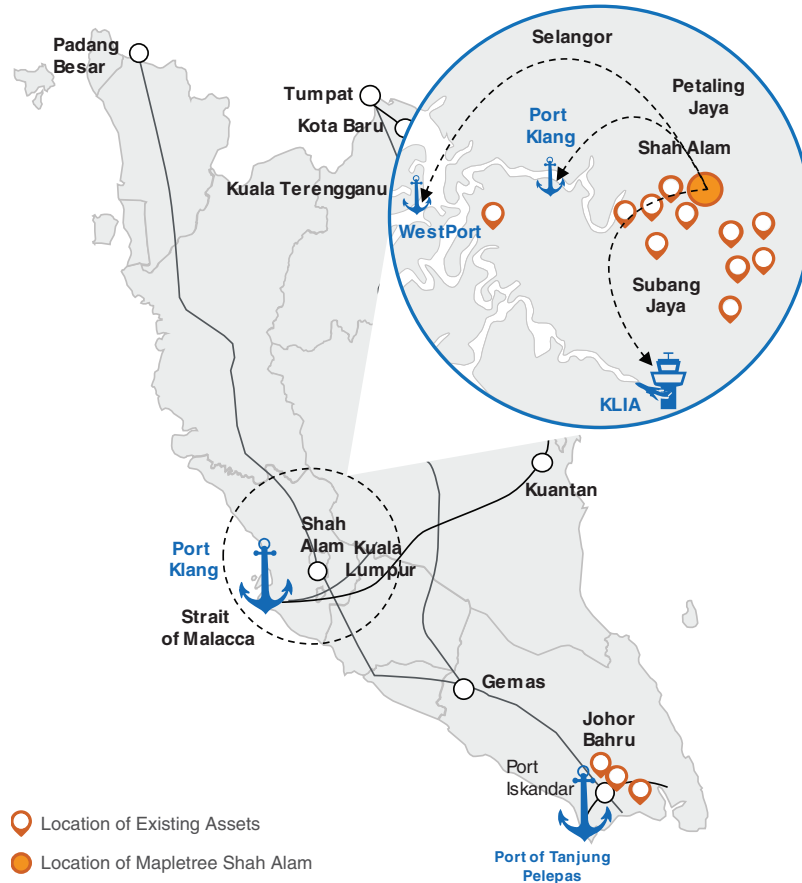 Padang
Besar
Tumpat
Kota Baru
Kuala Terengganu
Selangor
Petaling
Jaya
Port
Klang
Shah Alam
WestPort
Subang
Jaya
KLIA
Kuantan
Shah
Alam
Kuala
Lumpur
Port
Klang
Strait
of Malacca
Gemas
Johor
Bahru
Port
Iskandar
Port of Tanjung
Pelepas
Location of Existing Assets
Location of Mapletree Shah Alam